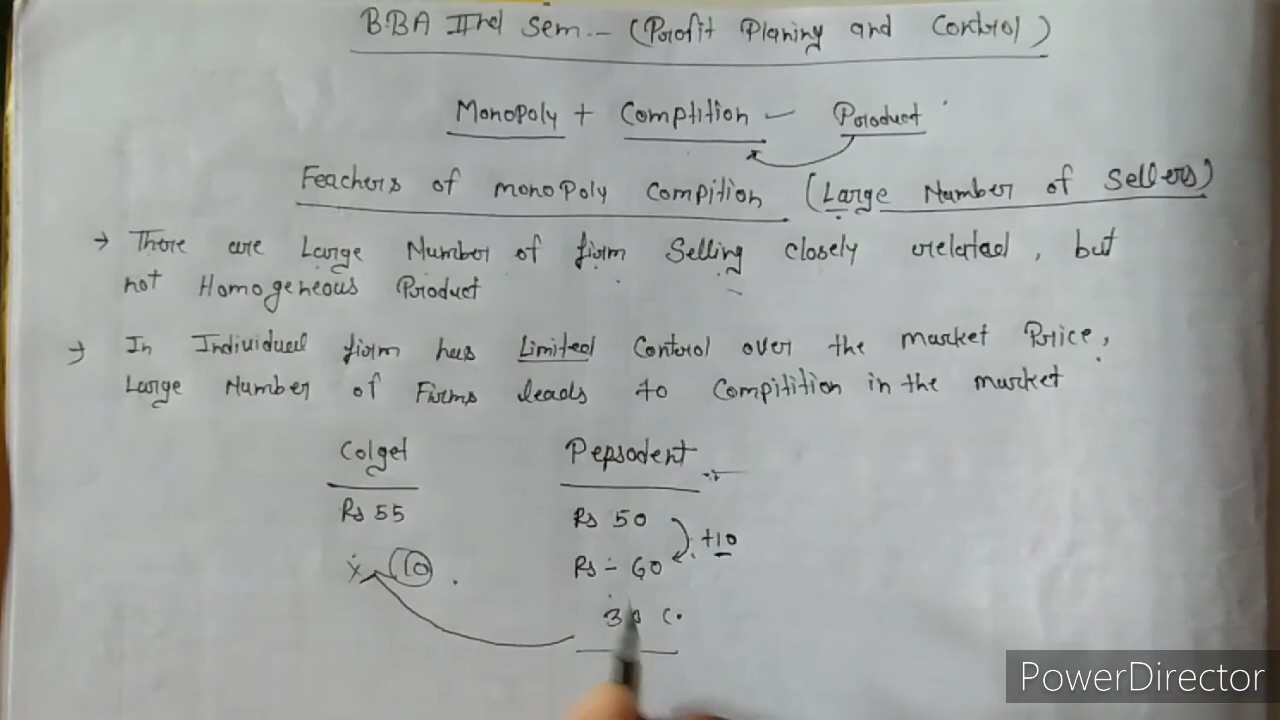 BBA IInd Sem.- (Profit Planing and Control)
Monopoly + Comptition - Product
Feachers of monopoly Compition (Large Number of Sellers)
→ There are Large Number of firm Selling closely related, but
not Homogeneous Product
→ In Individual firm has Limited Control over the market Price,
Large Number of Firms leads to Compitition in the market
Colget Pepsodent
Rs 55 Rs 50
+10
10 Rs - 60
30 C.
PowerDirector